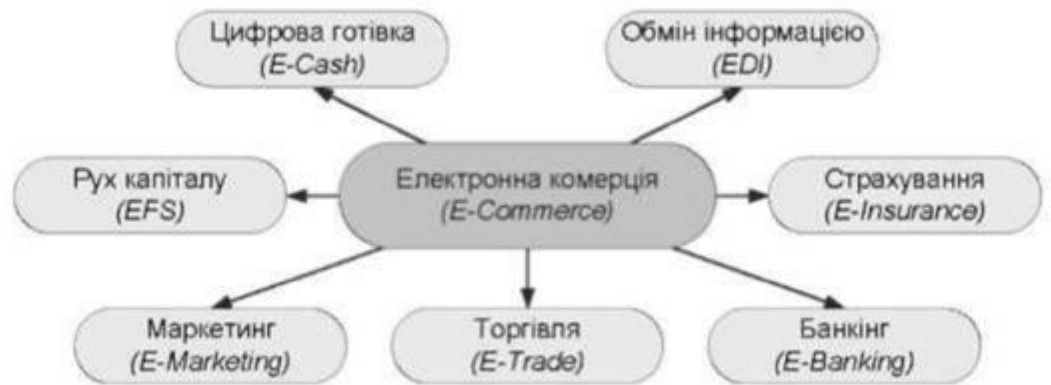 Цифрова готівка
(E-Cash)
Обмін інформацією
(EDI)
Рух капіталу
(EFS)
Електронна комерція
(E-Commerce)
Страхування
(E-Insurance)
Маркетинг
(E-Marketing)
Торгівля
(E-Trade)
Банкінг
(E-Banking)